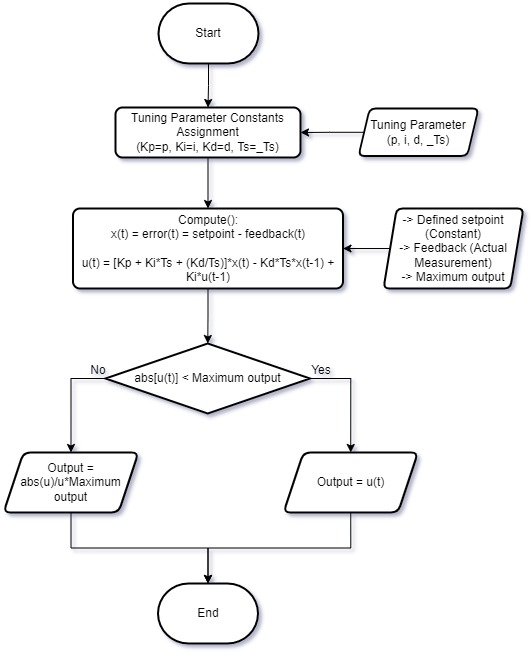 Start
Tuning Parameter Constants
Assignment
(Kp=p, Ki=i, Kd=d, Ts=_Ts)
Tuning Parameter
(p, i, d, _Ts)
Compute():
x(t) = error(t) = setpoint - feedback(t)
u(t) = [Kp + Ki*Ts + (Kd/Ts)]*x(t) - Kd*Ts*x(t-1) +
Ki*u(t-1)
-> Defined setpoint
(Constant)
-> Feedback (Actual
Measurement)
-> Maximum output
No
abs[u(t)] < Maximum output
Yes
Output =
abs(u)/u*Maximum
output
Output = u(t)
End